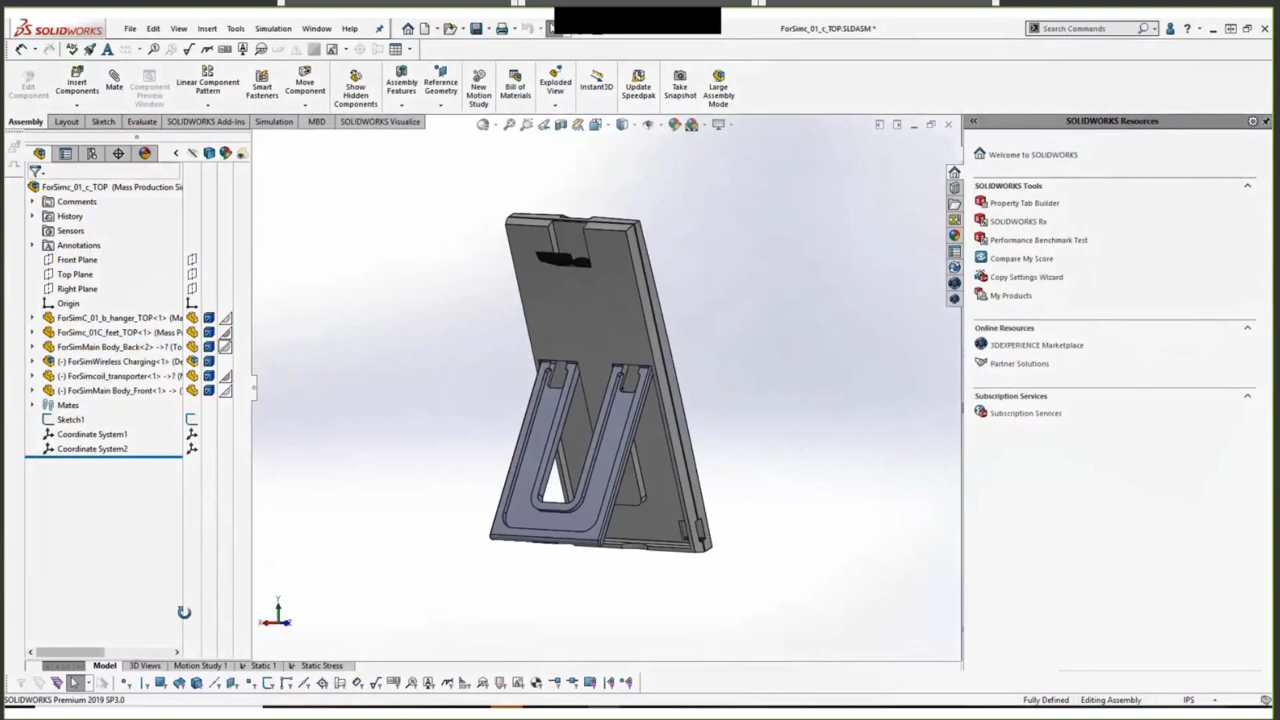 SOLIDWORKS
File Edit View Insert Tools Simulation Window Help
ForSimc_01_c_TOP.SLDASM *
Search Commands
Edit Component
Insert Components
Mate
Component Preview Window
Linear Component Pattern
Smart Fasteners
Move Component
Show Hidden Components
Assembly Features
Reference Geometry
New Motion Study
Bill of Materials
Exploded View
Instant3D
Update Speedpak
Take Snapshot
Large Assembly Mode
Assembly Layout Sketch Evaluate SOLIDWORKS Add-Ins Simulation MBD SOLIDWORKS Visualize
ForSimc_01_c_TOP (Mass Production Si
Comments
History
Sensors
Annotations
Front Plane
Top Plane
Right Plane
Origin
ForSimC_01_b_hanger_TOP<1> (Ma
ForSimc_01C_feet_TOP<1> (Mass P
ForSimMain Body_Back<2> ->? (To
(-) ForSimWireless Charging<1> (De
(-) ForSimcoil_transporter<1> ->? (
(-) ForSimMain Body_Front<1> -> (
Mates
Sketch1
Coordinate System1
Coordinate System2
Y
X
Z
SOLIDWORKS Resources
Welcome to SOLIDWORKS
SOLIDWORKS Tools
Property Tab Builder
SOLIDWORKS Rx
Performance Benchmark Test
Compare My Score
Copy Settings Wizard
My Products
Online Resources
3DEXPERIENCE Marketplace
Partner Solutions
Subscription Services
Subscription Services
Model 3D Views Motion Study 1 Static 1 Static Stress
SOLIDWORKS Premium 2019 SP3.0
Fully Defined Editing Assembly IPS